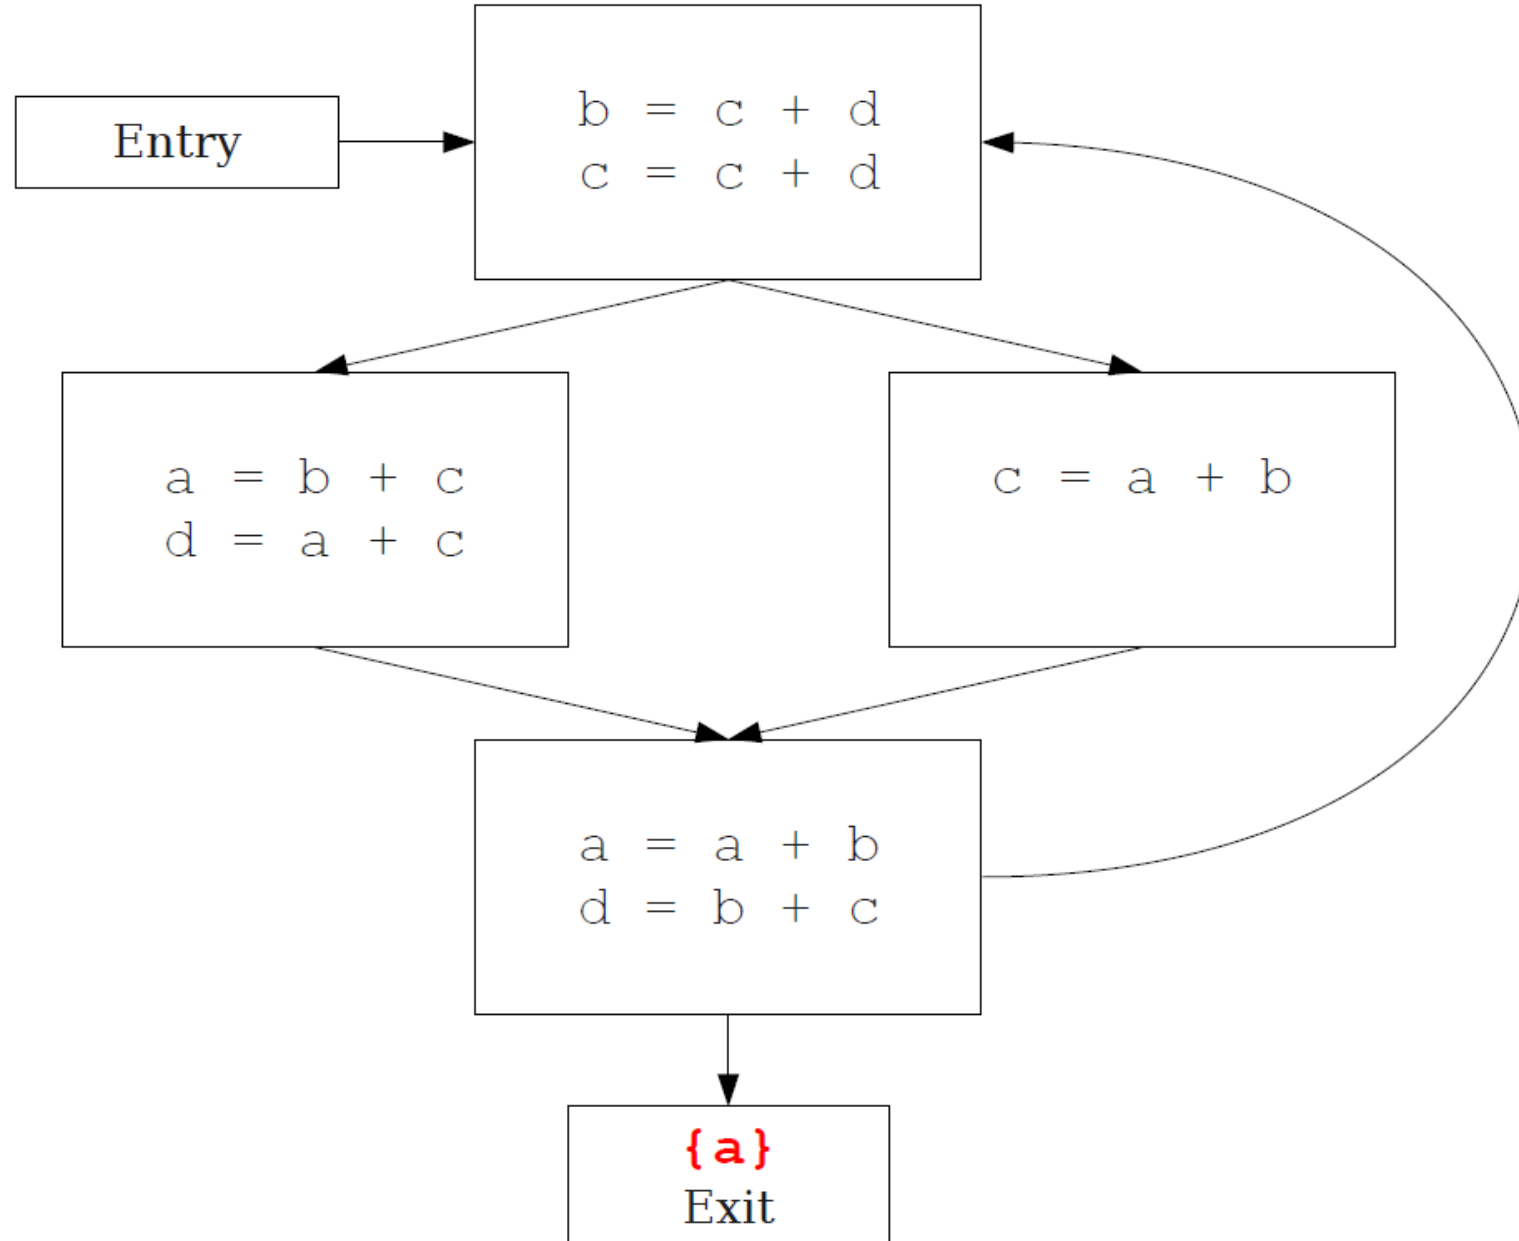 Entry
b = c + d
c = c + d
a = b + c
d = a + c
c = a + b
a = a + b
d = b + c
{a}
Exit